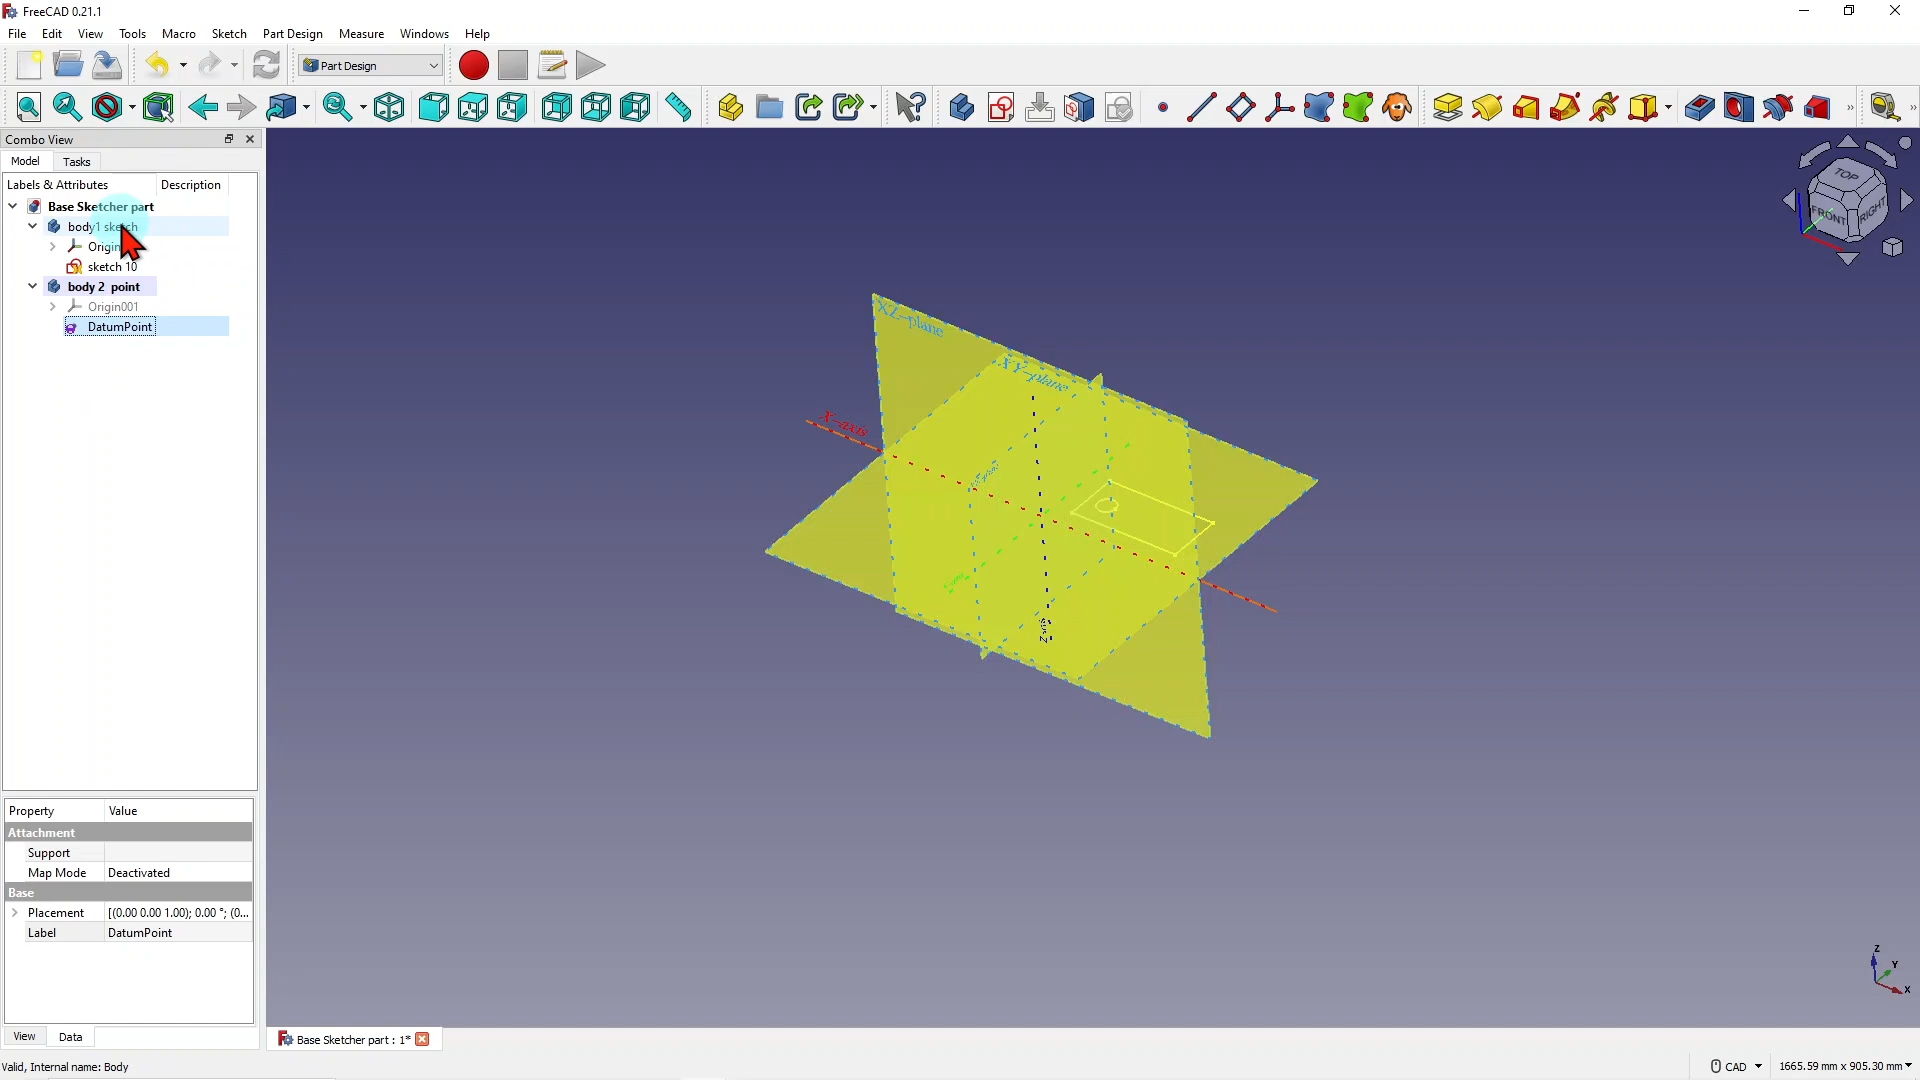 FreeCAD 0.21.1
File Edit View Tools Macro Sketch Part Design Measure Windows Help
Part Design
Combo View
Model Tasks
Labels & Attributes Description
Base Sketcher part
body1 sketch
Origin
sketch 10
body 2 point
Origin001
DatumPoint
XZ-plane
XY-plane
X-axis
Z-axis
TOP
FRONT RIGHT
Property Value
Attachment
Support
Map Mode Deactivated
Base
Placement [(0.00 0.00 1.00); 0.00 °; (0...
Label DatumPoint
Z
Y
X
View Data
Base Sketcher part : 1*
Valid, Internal name: Body
CAD 1665.59 mm x 905.30 mm